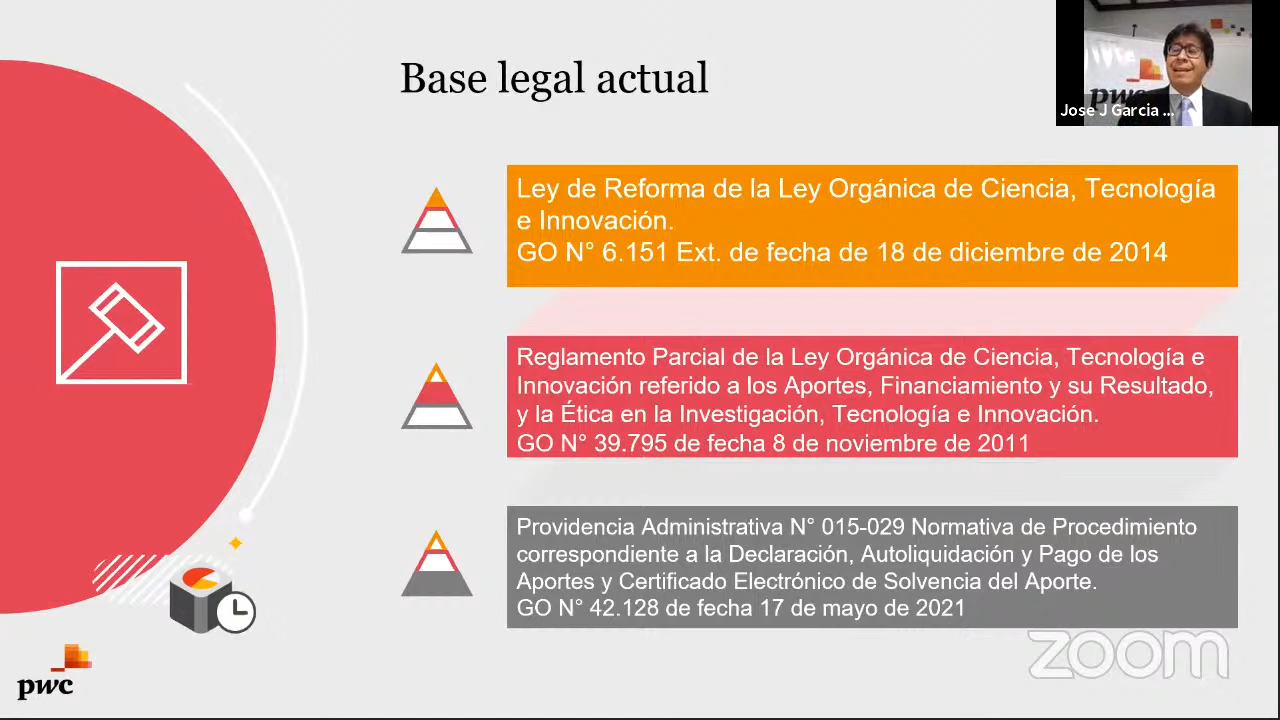 Base legal actual
pwc
Jose J Garcia ...
Ley de Reforma de la Ley Orgánica de Ciencia, Tecnología
e Innovación.
GO N° 6.151 Ext. de fecha de 18 de diciembre de 2014
Reglamento Parcial de la Ley Orgánica de Ciencia, Tecnología e
Innovación referido a los Aportes, Financiamiento y su Resultado,
y la Ética en la Investigación, Tecnología e Innovación.
GO N° 39.795 de fecha 8 de noviembre de 2011
Providencia Administrativa N° 015-029 Normativa de Procedimiento
correspondiente a la Declaración, Autoliquidación y Pago de los
Aportes y Certificado Electrónico de Solvencia del Aporte.
GO N° 42.128 de fecha 17 de mayo de 2021
zoom
pwc